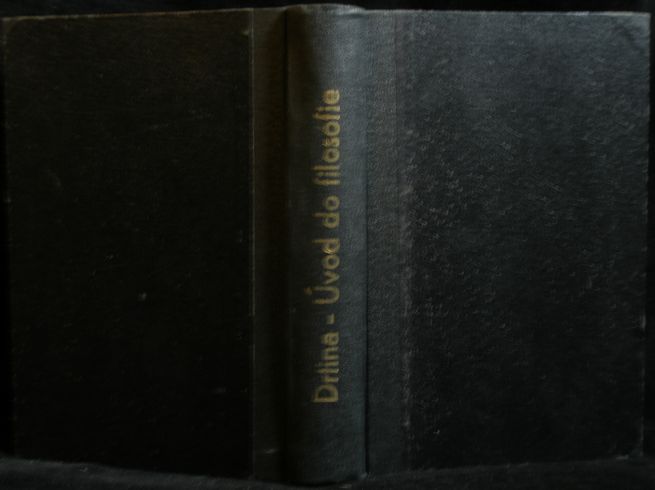 Drtina - Úvod do filosofie